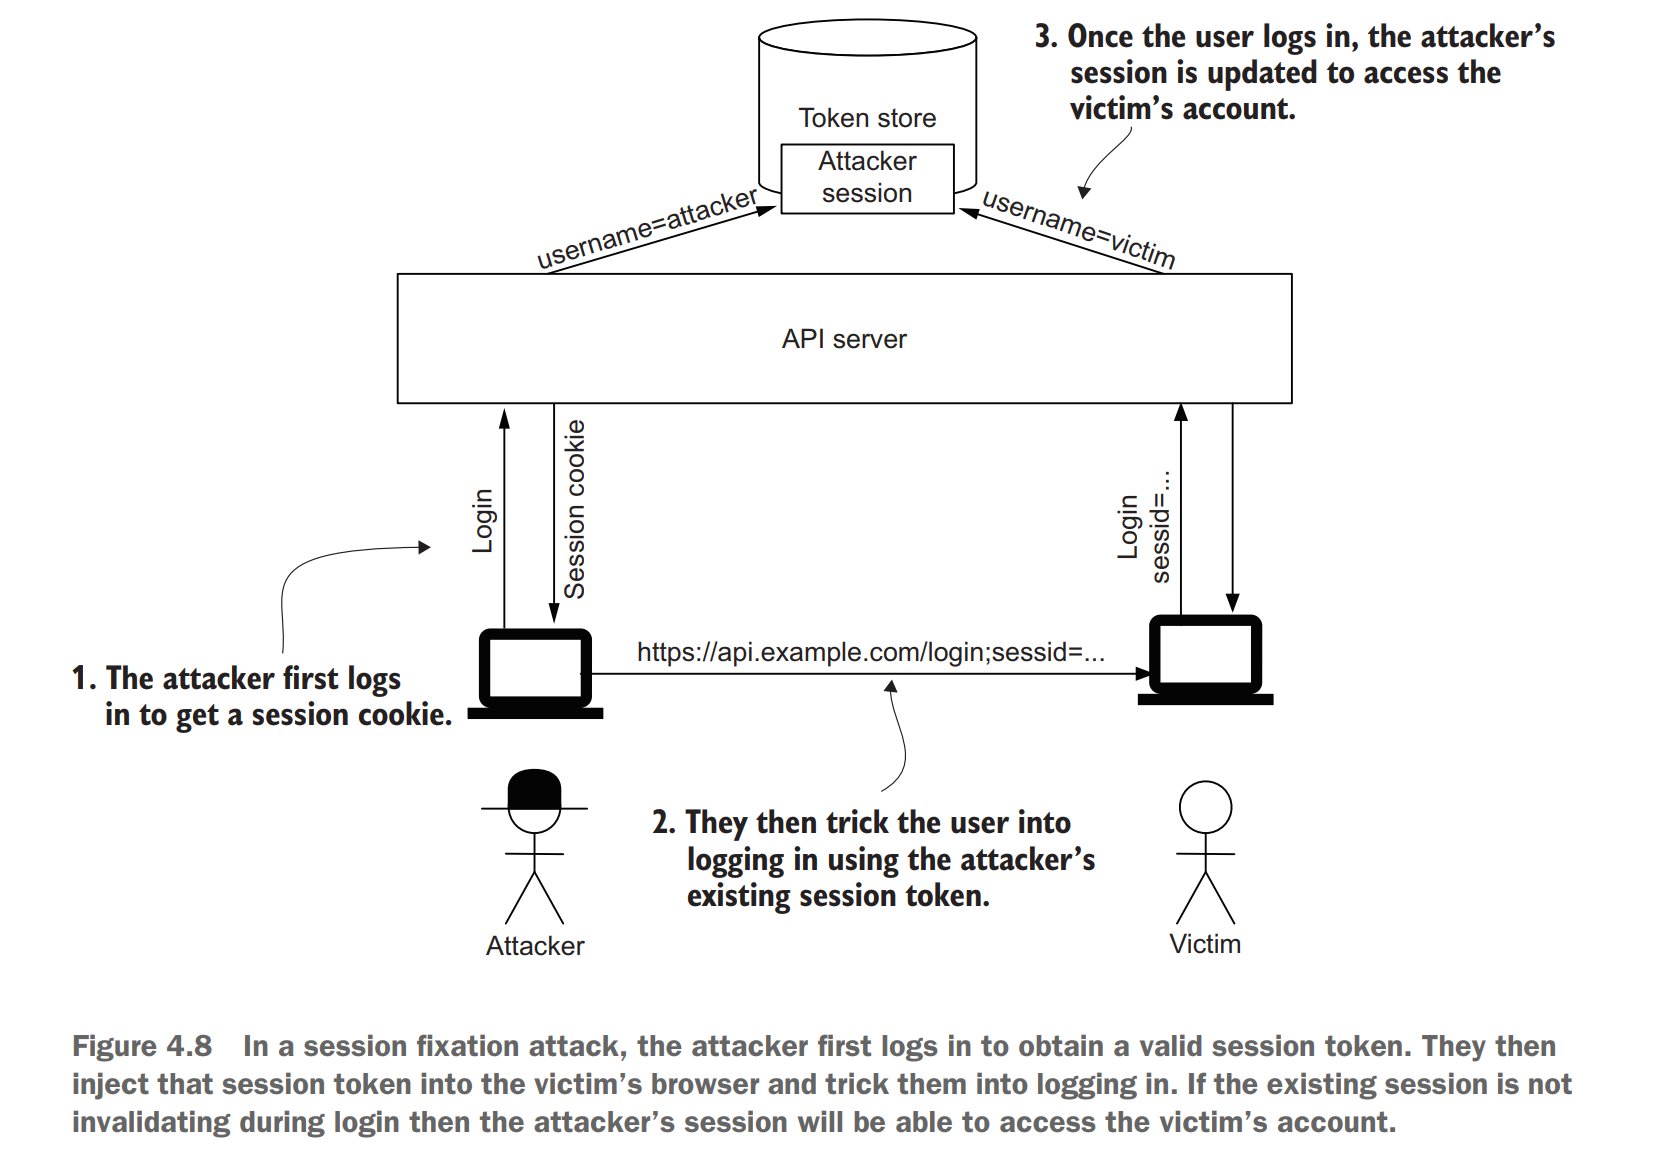 3. Once the user logs in, the attacker's
session is updated to access the
victim's account.
Token store
Attacker
session
username=attacker
username=victim
API server
Login
Session cookie
Login
sessid=...
https://api.example.com/login;sessid=...
1. The attacker first logs
in to get a session cookie.
2. They then trick the user into
logging in using the attacker's
existing session token.
Attacker
Victim
Figure 4.8 In a session fixation attack, the attacker first logs in to obtain a valid session token. They then
inject that session token into the victim's browser and trick them into logging in. If the existing session is not
invalidating during login then the attacker's session will be able to access the victim's account.